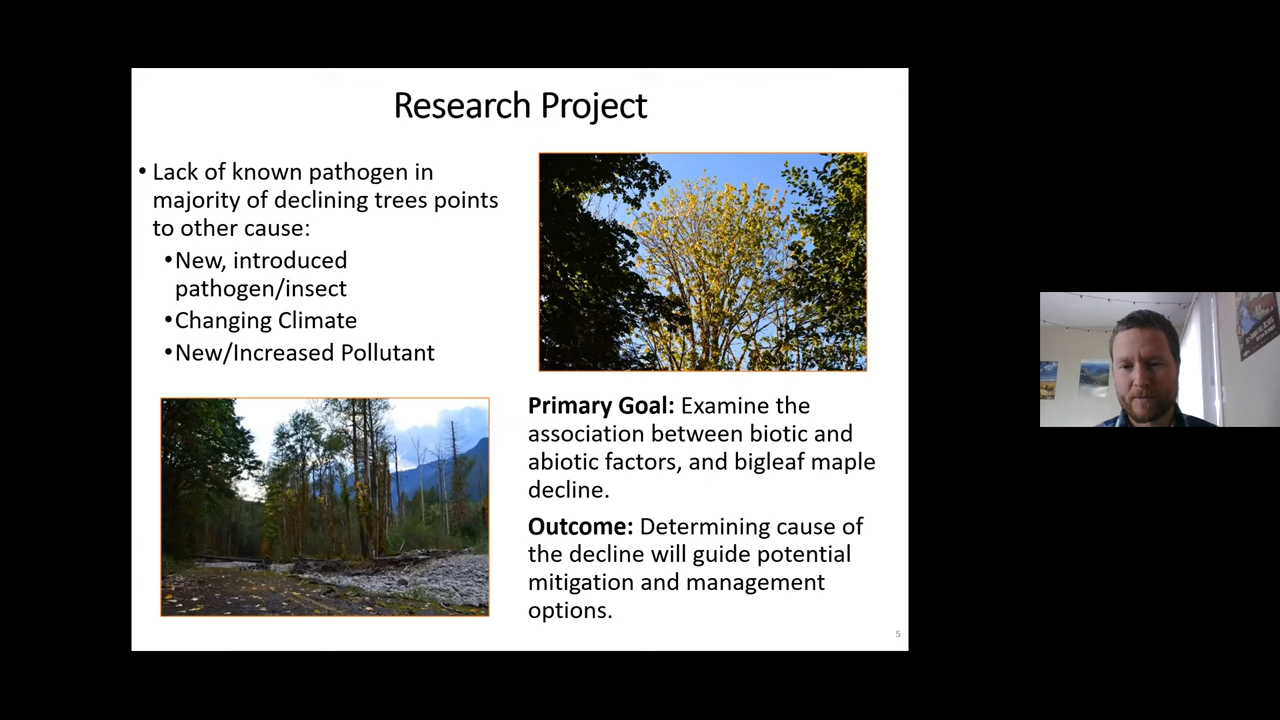 Research Project
• Lack of known pathogen in
majority of declining trees points
to other cause:
•New, introduced
pathogen/insect
•Changing Climate
•New/Increased Pollutant
Primary Goal: Examine the
association between biotic and
abiotic factors, and bigleaf maple
decline.
Outcome: Determining cause of
the decline will guide potential
mitigation and management
options.
5